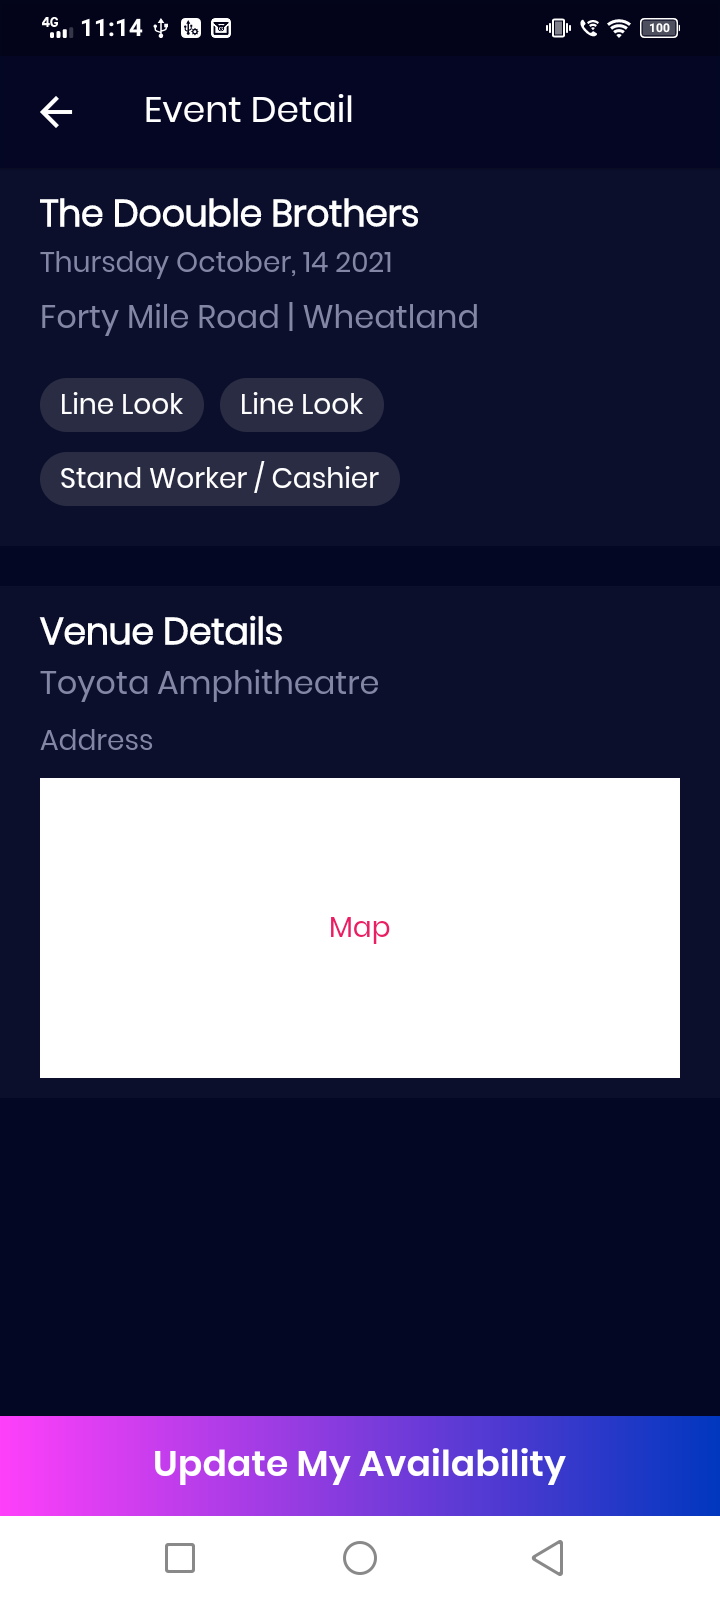 4G 11:14 100
Event Detail
The Doouble Brothers
Thursday October, 14 2021
Forty Mile Road | Wheatland
Line Look Line Look
Stand Worker / Cashier
Venue Details
Toyota Amphitheatre
Address
Map
Update My Availability